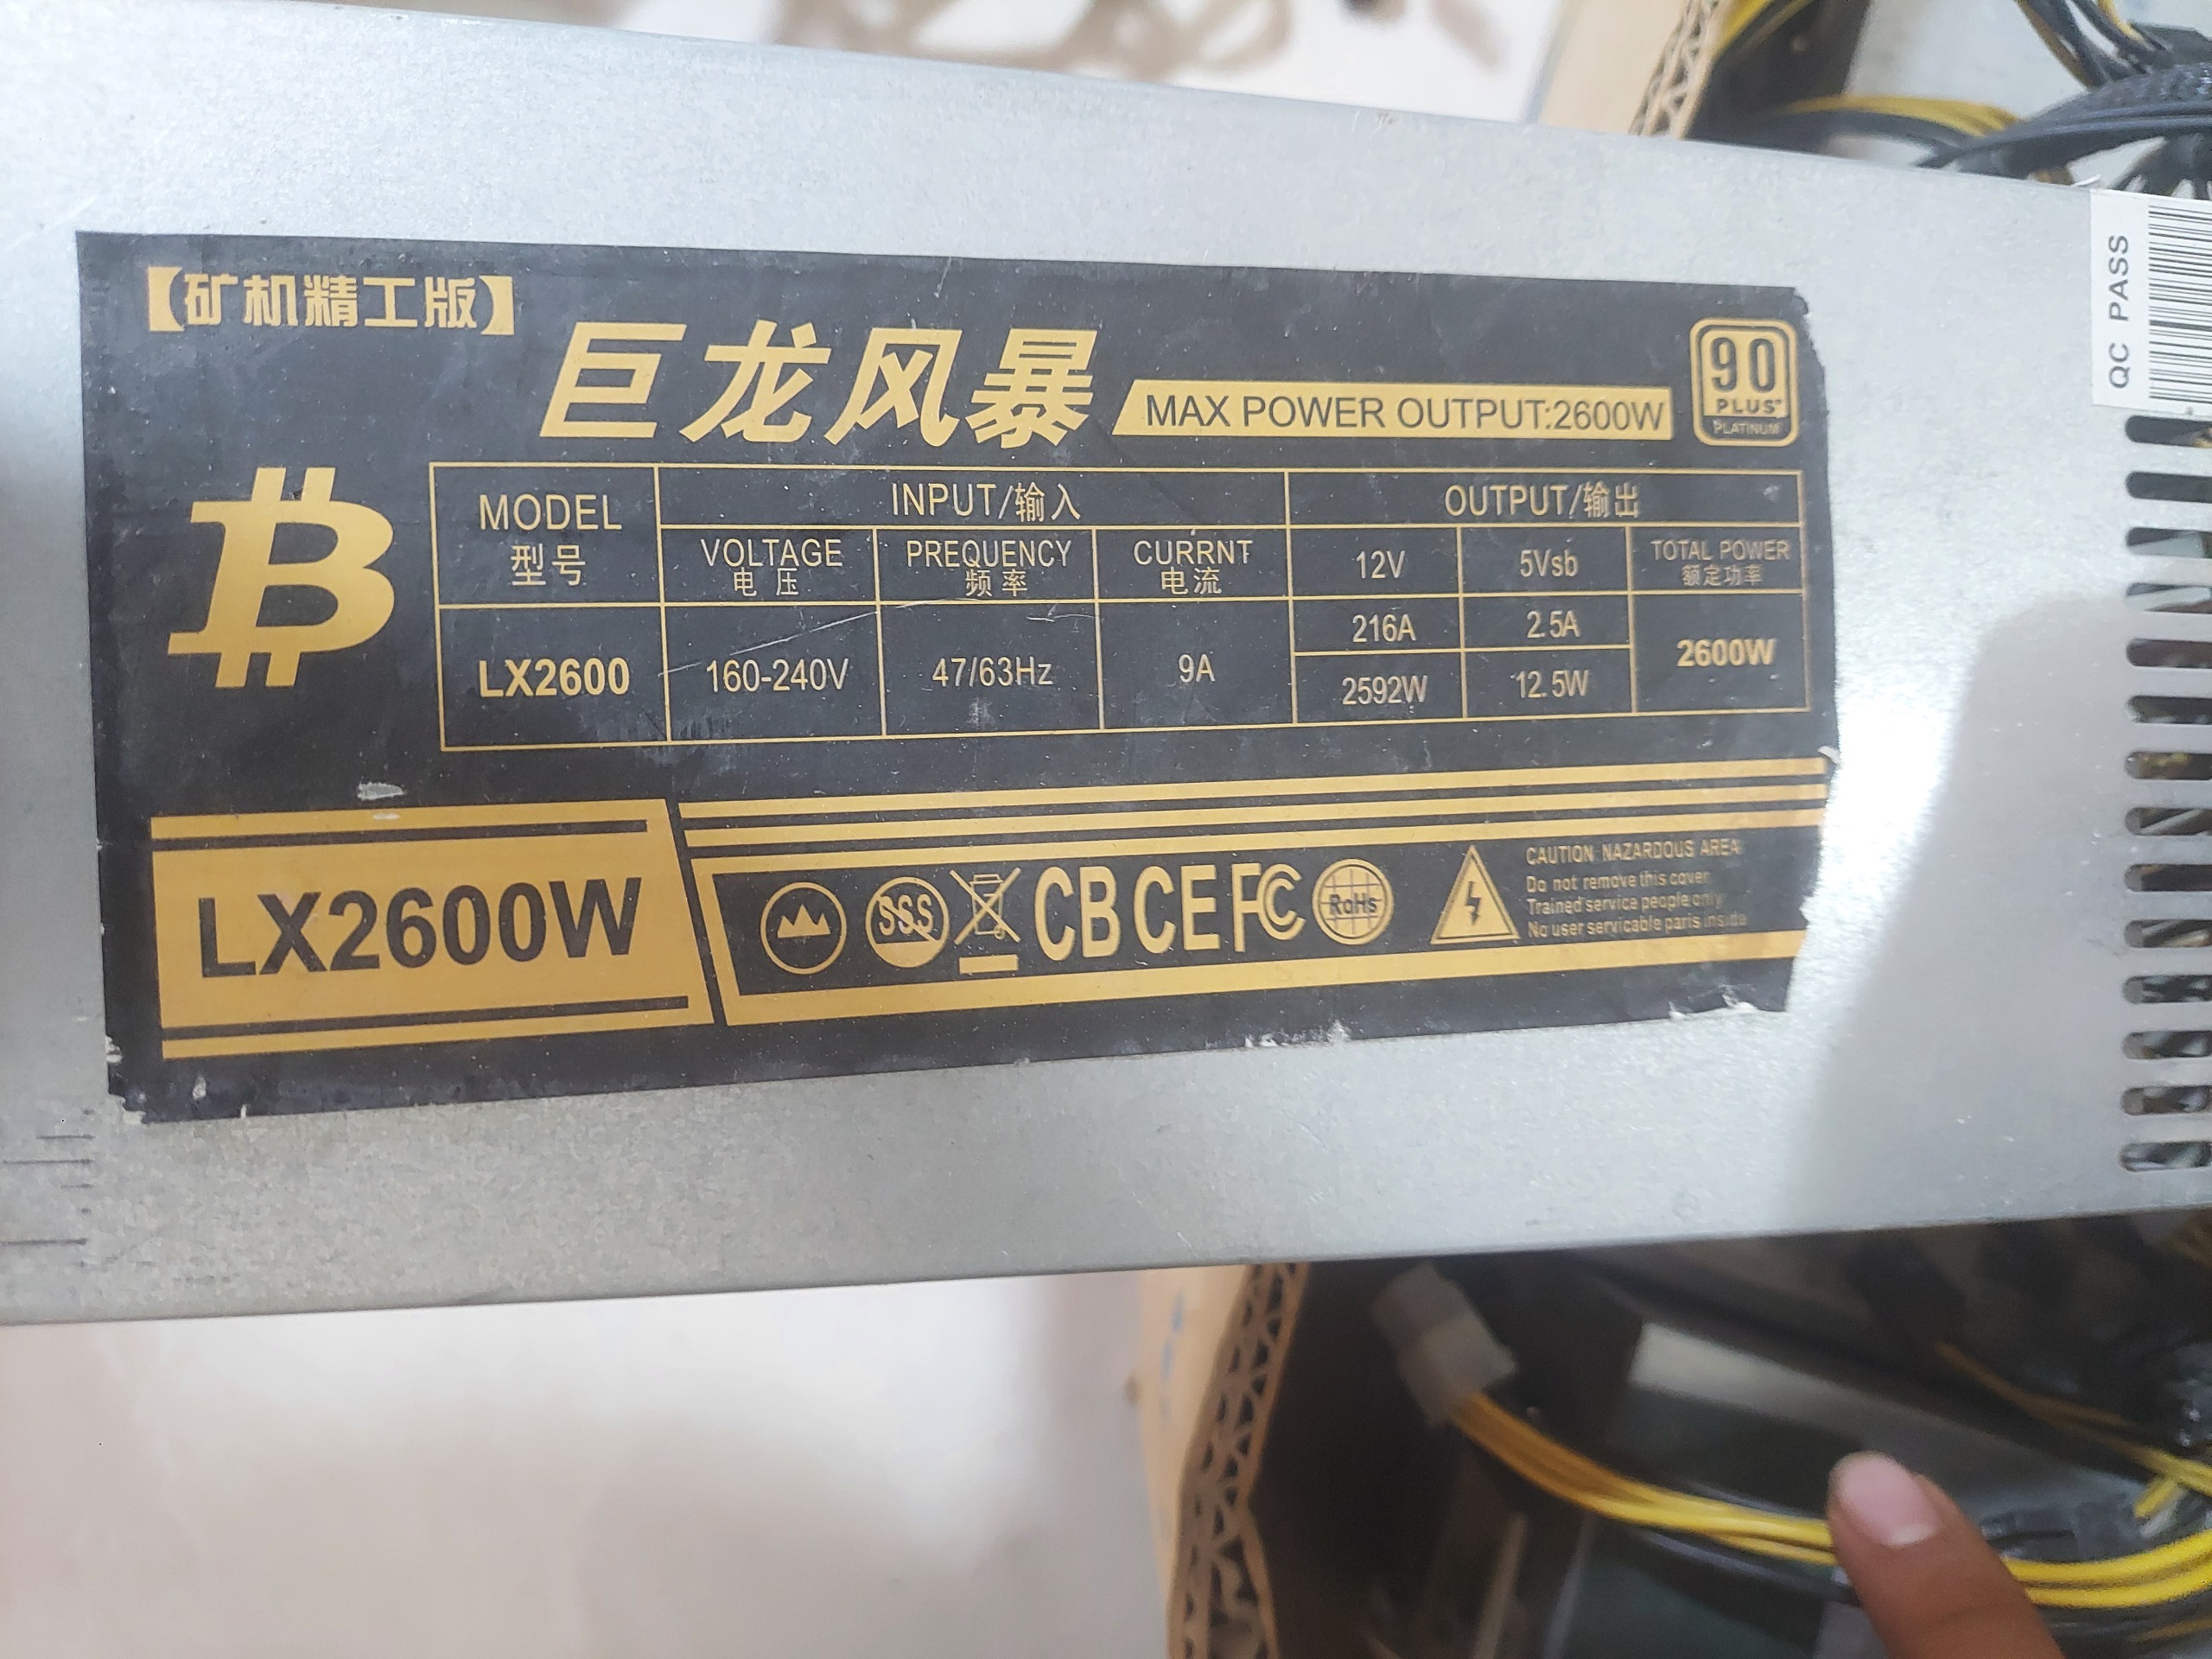 【矿机精工版】
巨龙风暴
MAX POWER OUTPUT:2600W
90
PLUS
PLATINUM
MODEL
型号
INPUT/输入
OUTPUT/输出
VOLTAGE
电压
PREQUENCY
频率
CURRNT
电流
12V
5Vsb
TOTAL POWER
额定功率
LX2600
160-240V
47/63Hz
9A
216A
2.5A
2592W
12.5W
2600W
LX2600W
SSS
CB CE FC
RoHs
CAUTION NAZARDOUS AREA
Do not remove this cover
Trained service people only
No user servicable paris inside
QC PASS